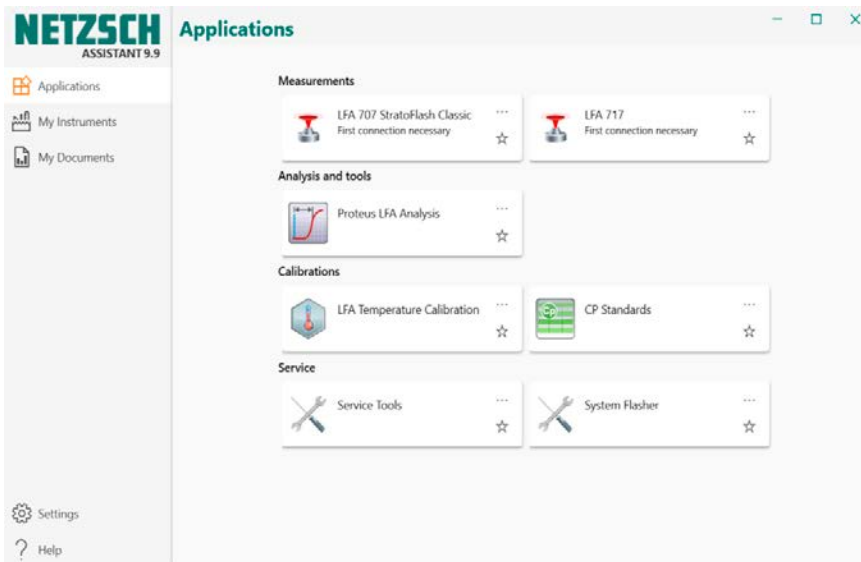 NETZSCH
ASSISTANT 9.9
Applications
Applications
My Instruments
My Documents
Settings
Help
Measurements
LFA 707 StratoFlash Classic
First connection necessary
LFA 717
First connection necessary
Analysis and tools
Proteus LFA Analysis
Calibrations
LFA Temperature Calibration
Cp
CP Standards
Service
Service Tools
System Flasher